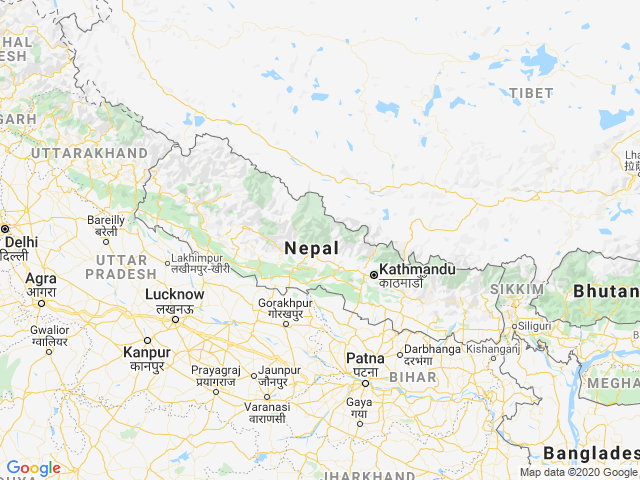 HAL
ESH
TIBET
GARH
UTTARAKHAND
Lha
拉萨
Bareilly
बरेली
Delhi
दिल्ली
Nepal
UTTAR
PRADESH
Lakhimpur
लखीमपुर-खीरी
Kathmandu
काठमाडौं
Agra
आगरा
SIKKIM
Bhutan
Lucknow
लखनऊ
Gorakhpur
गोरखपुर
Siliguri
Gwalior
ग्वालियर
Kanpur
कानपुर
Darbhanga
दरभंगा
Kishanganj
Patna
पटना
Prayagraj
प्रयागराज
Jaunpur
जौनपुर
BIHAR
MEGHA
Varanasi
वाराणसी
Gaya
गया
Banglades
JHARKHAND
Google
Map data ©2020 Google